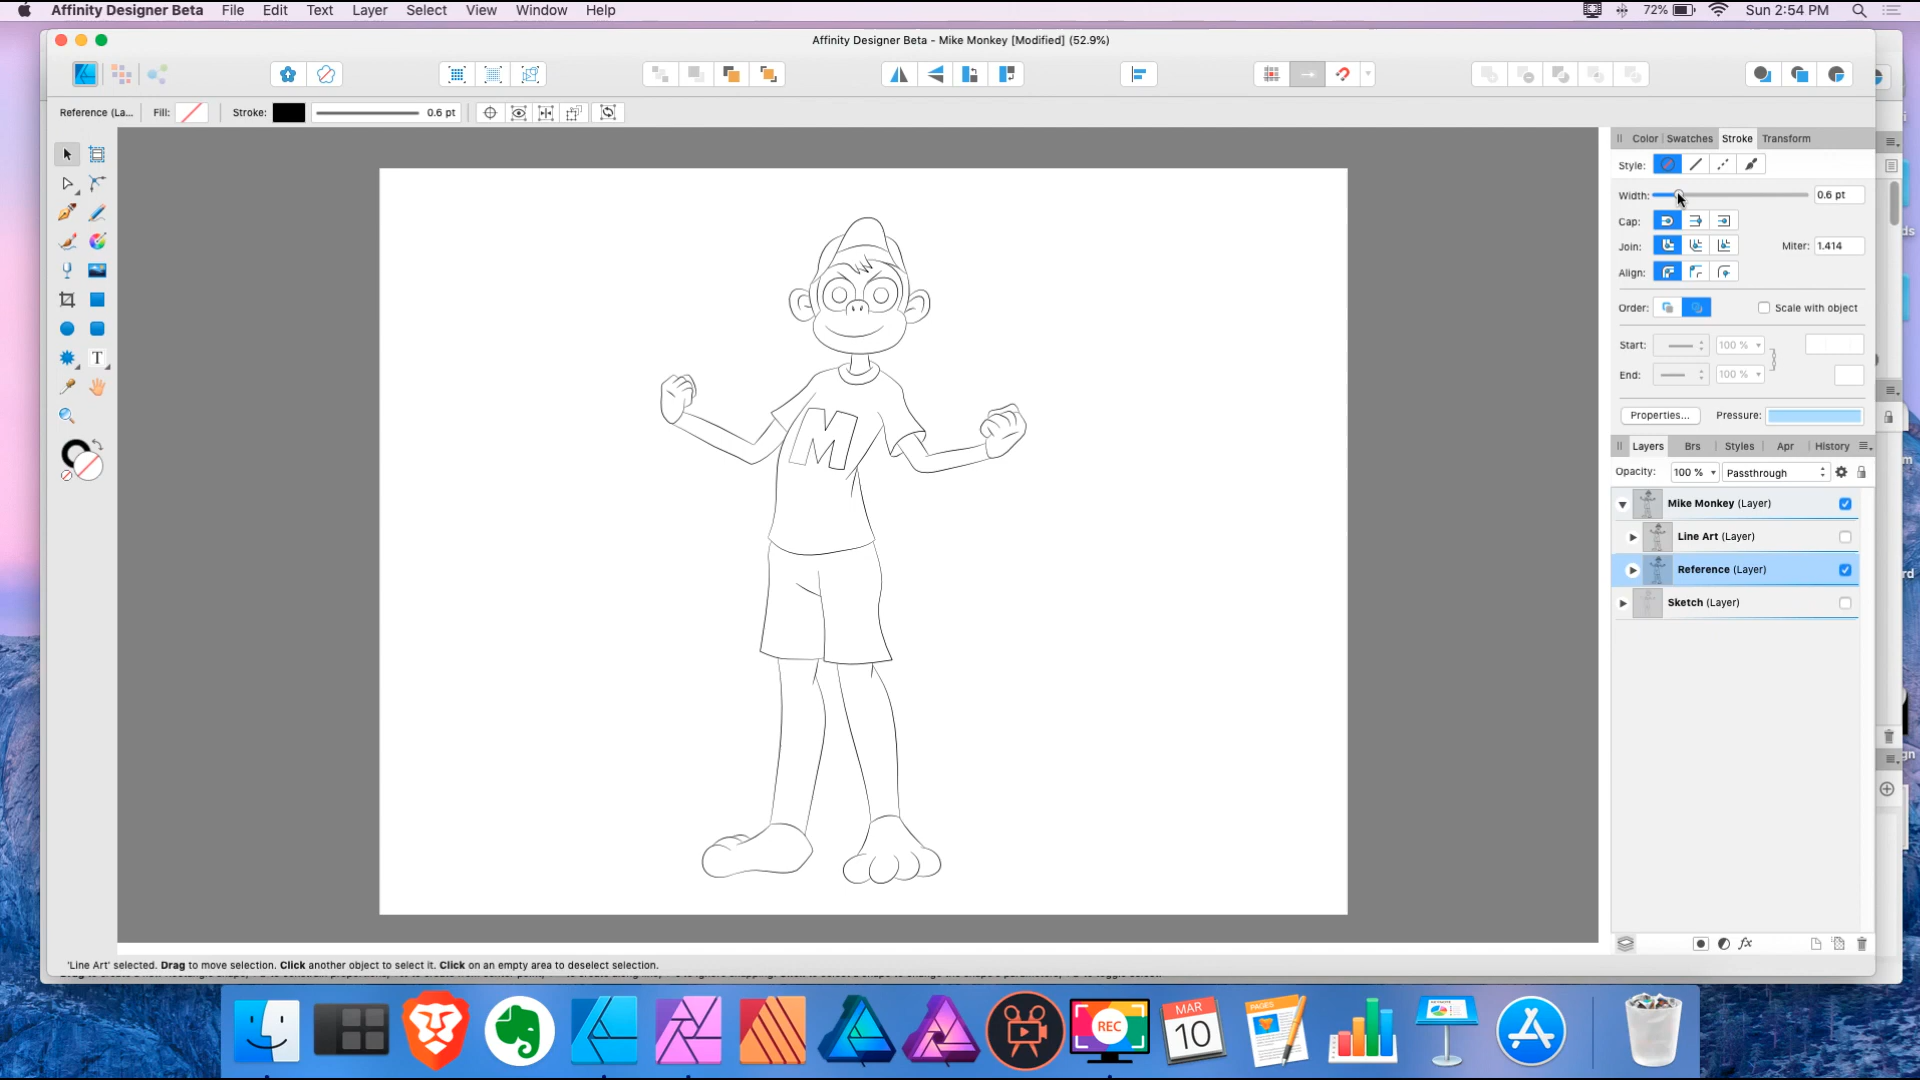 Affinity Designer Beta File Edit Text Layer Select View Window Help 72% Sun 2:54 PM
Affinity Designer Beta - Mike Monkey [Modified] (52.9%)
Reference (La... Fill: Stroke: 0.6 pt
Color Swatches Stroke Transform
Style:
Width: 0.6 pt
Cap:
Join: Miter: 1.414
Align:
Order: Scale with object
Start: 100 %
End: 100 %
Properties... Pressure:
Layers Brs Styles Apr History
Opacity: 100 % Passthrough
Mike Monkey (Layer)
Line Art (Layer)
Reference (Layer)
Sketch (Layer)
M
'Line Art' selected. Drag to move selection. Click another object to select it. Click on an empty area to deselect selection.
REC
MAR
10
PAGES